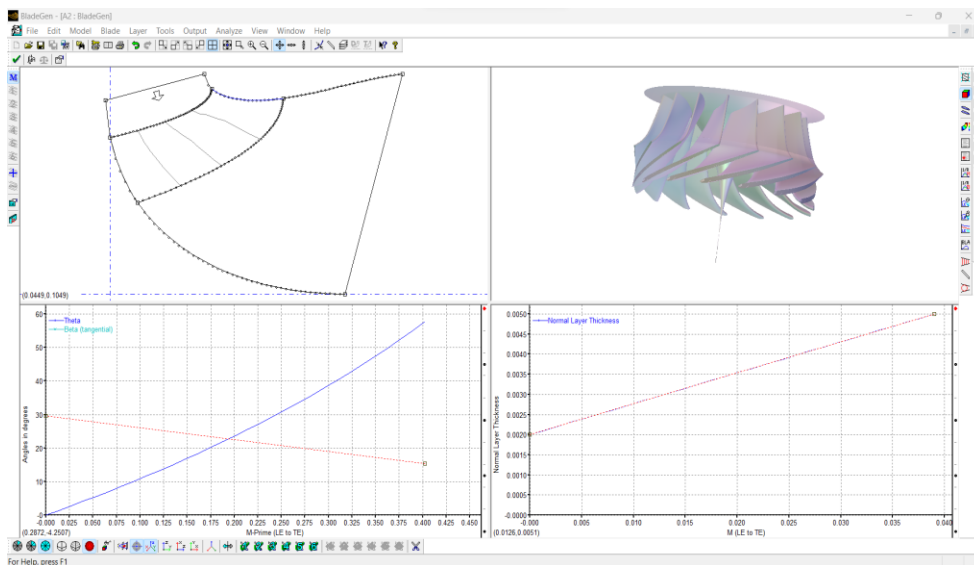 BladeGen - [A2 : BladeGen]
File Edit Model Blade Layer Tools Output Analyze View Window Help
M
(0.0449,0.1049)
Theta
Beta (tangential)
60
50
40
30
20
10
0
Angles in degrees
-0.000 0.025 0.050 0.075 0.100 0.125 0.150 0.175 0.200 0.225 0.250 0.275 0.300 0.325 0.350 0.375 0.400 0.425 0.450
(0.2872,-4.2507)
M-Prime (LE to TE)
Normal Layer Thickness
0.0050
0.0045
0.0040
0.0035
0.0030
0.0025
0.0020
0.0015
0.0010
0.0005
-0.0000
Normal Layer Thickness
-0.000 0.005 0.010 0.015 0.020 0.025 0.030 0.035 0.040
(0.0126,0.0051)
M (LE to TE)
For Help, press F1